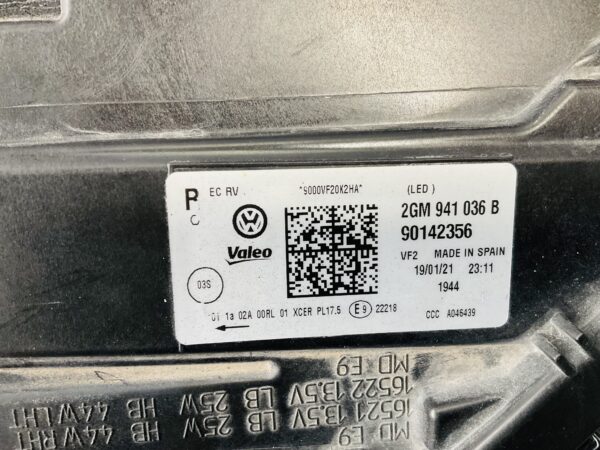 R EC RV *9000VF20K2HA* (LED)
C 2GM 941 036 B
Valeo 90142356
VF2 MADE IN SPAIN
03S 19/01/21 23:11
1944
01 1a 02A 00RL 01 XCER PL17.5 E9 22218 CCC A046439
MD E9
16522 13.5V LB 25W HB 44W LHT
16521 13.5V LB 25W HB 44W RHT
MD E9